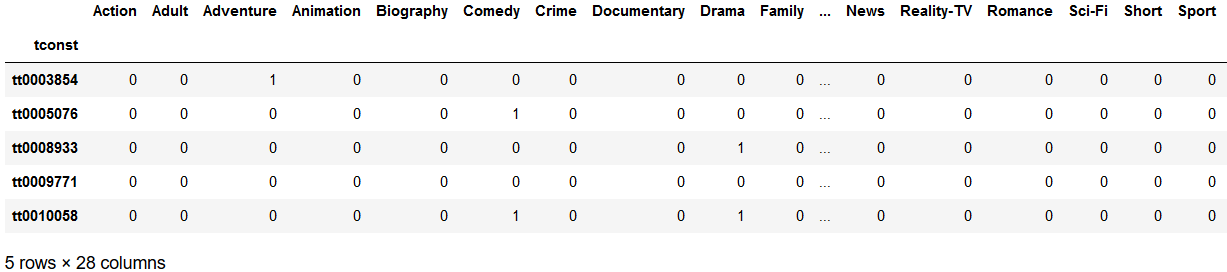 Action Adult Adventure Animation Biography Comedy Crime Documentary Drama Family ... News Reality-TV Romance Sci-Fi Short Sport
tconst
tt0003854 0 0 1 0 0 0 0 0 0 0 ... 0 0 0 0 0 0
tt0005076 0 0 0 0 0 1 0 0 0 0 ... 0 0 0 0 0 0
tt0008933 0 0 0 0 0 0 0 0 1 0 ... 0 0 0 0 0 0
tt0009771 0 0 0 0 0 0 0 0 0 0 ... 0 0 0 0 0 0
tt0010058 0 0 0 0 0 1 0 0 1 0 ... 0 0 0 0 0 0
5 rows × 28 columns